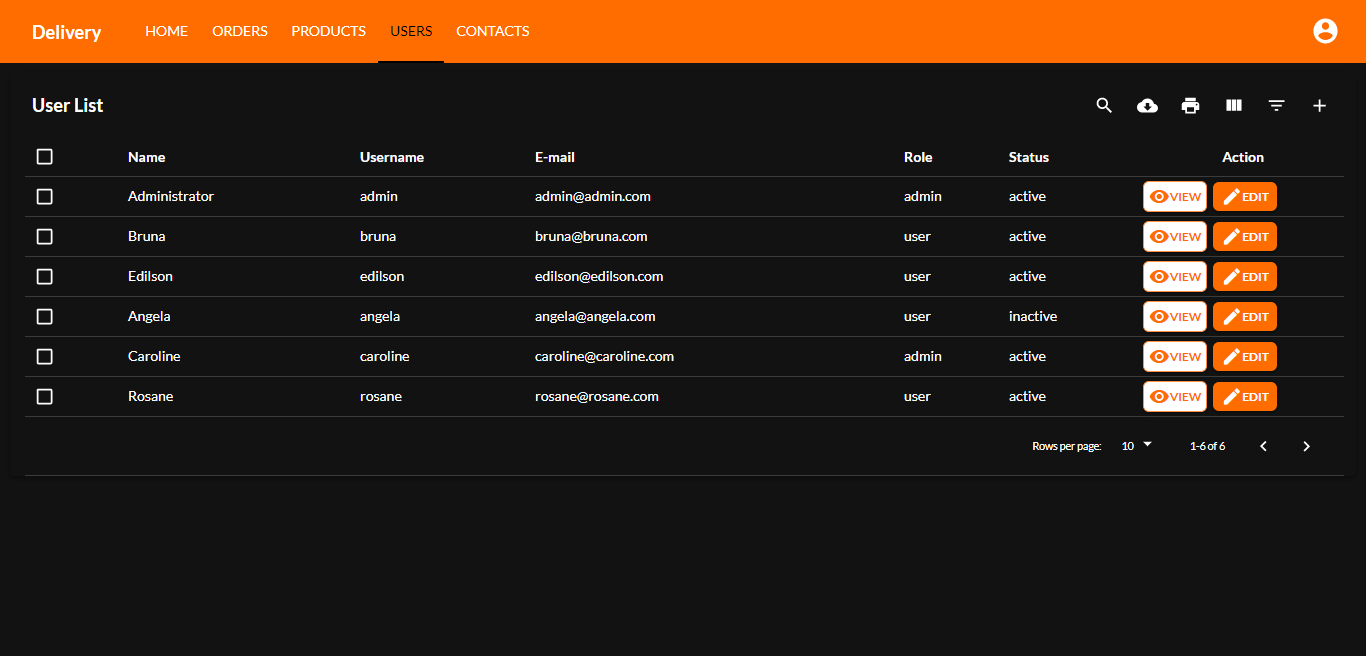 Delivery HOME ORDERS PRODUCTS USERS CONTACTS
User List
Name Username E-mail Role Status Action
Administrator admin admin@admin.com admin active VIEW EDIT
Bruna bruna bruna@bruna.com user active VIEW EDIT
Edilson edilson edilson@edilson.com user active VIEW EDIT
Angela angela angela@angela.com user inactive VIEW EDIT
Caroline caroline caroline@caroline.com admin active VIEW EDIT
Rosane rosane rosane@rosane.com user active VIEW EDIT
Rows per page: 10 1-6 of 6